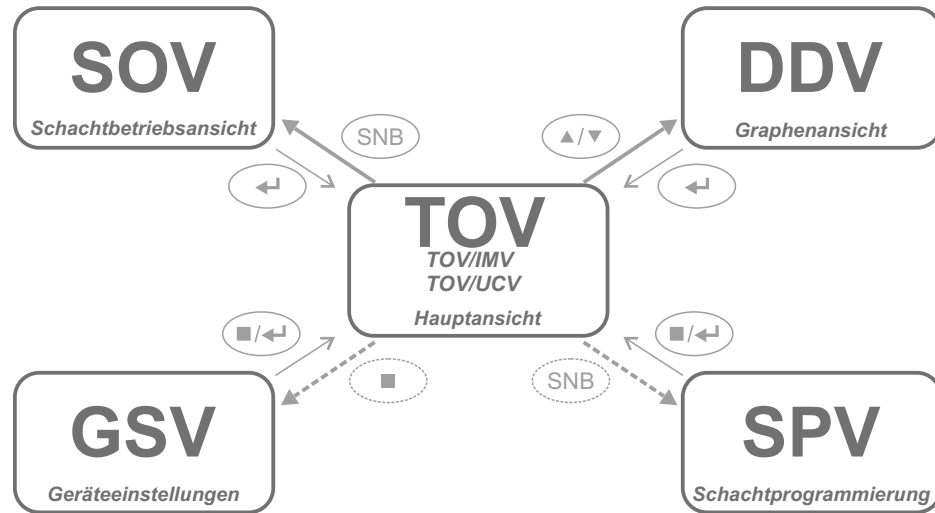 SOV
Schachtbetriebsansicht
DDV
Graphenansicht
SNB
▲/▼
↵
↵
TOV
TOV/IMV
TOV/UCV
Hauptansicht
■/↵
■/↵
■
SNB
GSV
Geräteeinstellungen
SPV
Schachtprogrammierung